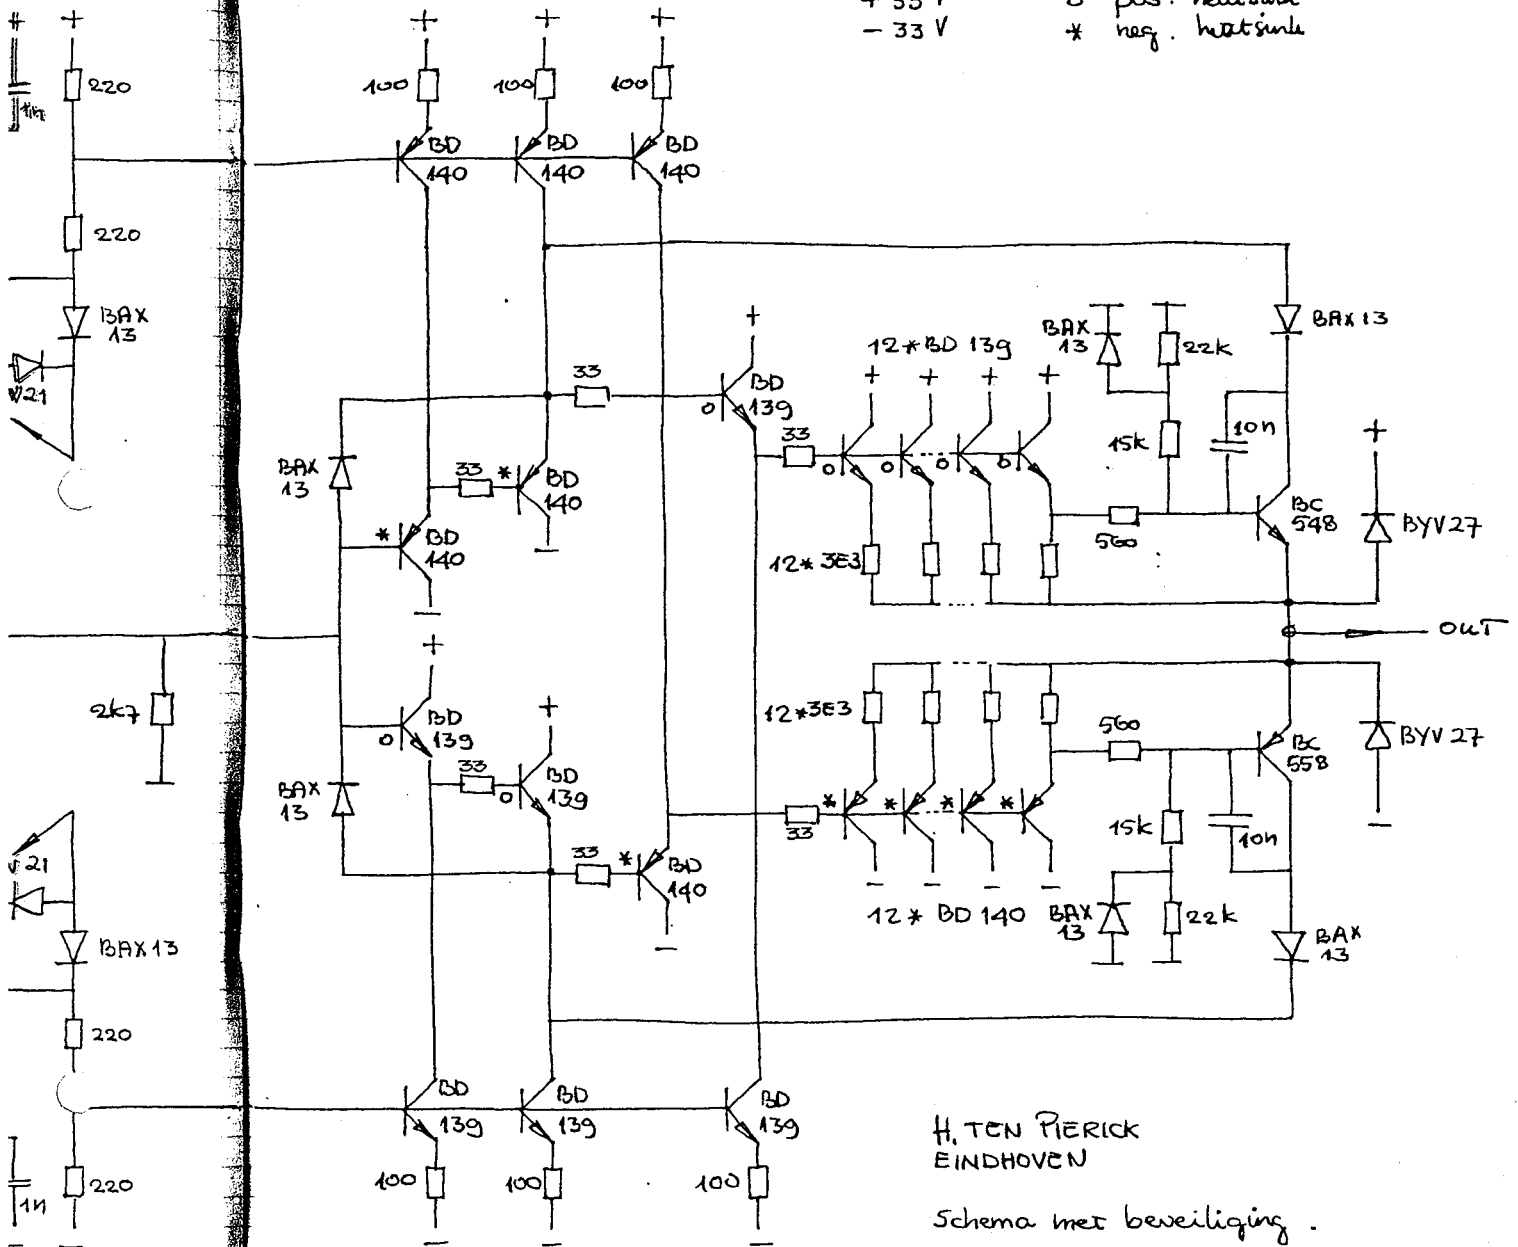 + 33 V o pos. heatsink
− 33 V * neg. heatsink
+ + + + +
220
100
100
100
BD
140
BD
140
BD
140
220
BAX
13
V21
BAX 13
+
BAX
13
22k
12*BD 139
+ + + +
33
BD
139
o
33
o o o o
15k
10n
+
BAX
13
33
*
BD
140
BC
548
BYV 27
560
*
BD
140
12* 3E3
OUT
+
2k7
12*3E3
560
BD
139
o
+
BC
558
BYV 27
33
BD
139
o
BAX
13
* * * *
33
15k
10n
V21
33
*
BD
140
12* BD 140
BAX
13
22k
BAX
13
BAX 13
220
BD
139
BD
139
BD
139
H. TEN PIERICK
EINDHOVEN
1n
220
100
100
100
Schema met beveiliging.